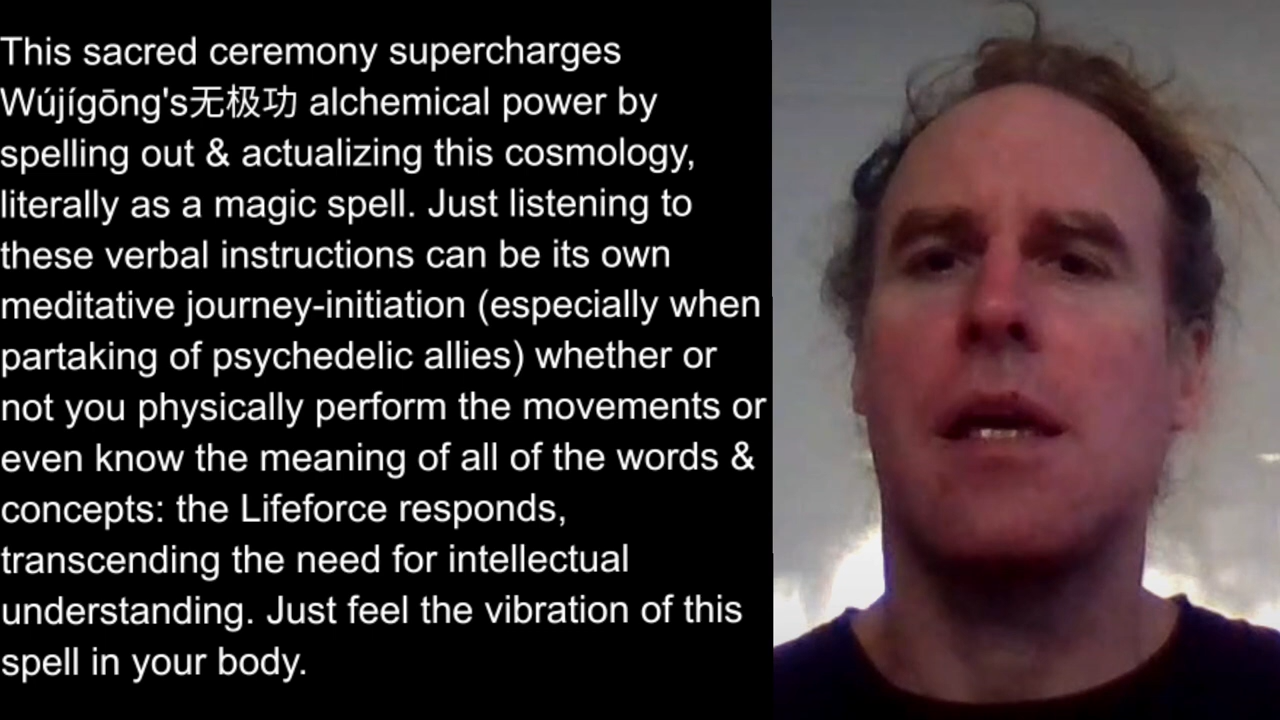 This sacred ceremony supercharges
Wújígōng's无极功 alchemical power by
spelling out & actualizing this cosmology,
literally as a magic spell. Just listening to
these verbal instructions can be its own
meditative journey-initiation (especially when
partaking of psychedelic allies) whether or
not you physically perform the movements or
even know the meaning of all of the words &
concepts: the Lifeforce responds,
transcending the need for intellectual
understanding. Just feel the vibration of this
spell in your body.